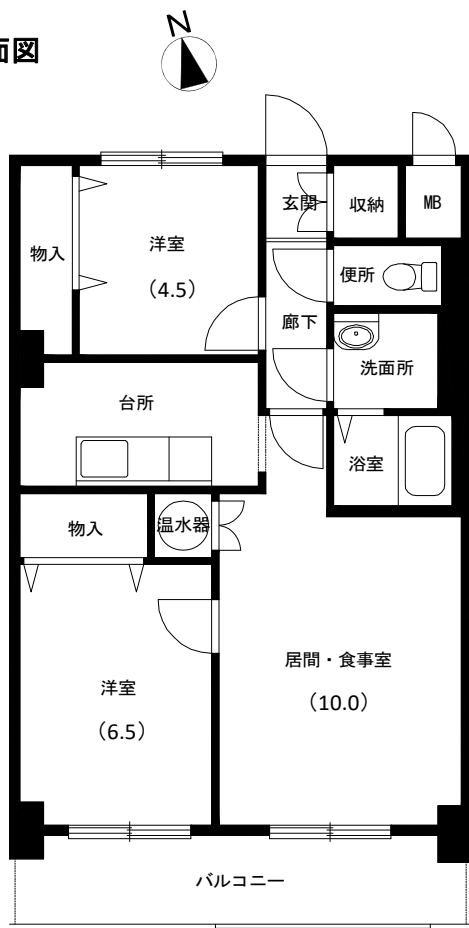 面図
N
玄関
収納
MB
物入
洋室
(4.5)
便所
廊下
洗面所
台所
浴室
物入
温水器
居間・食事室
(10.0)
洋室
(6.5)
バルコニー